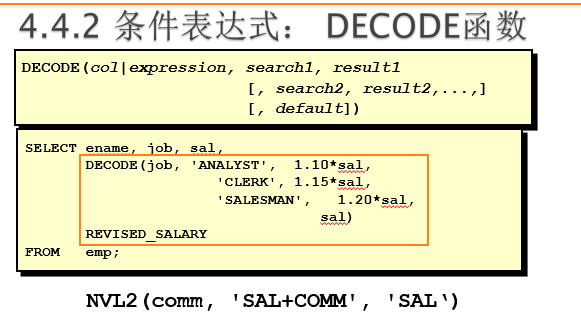 4.4.2 条件表达式： DECODE函数
DECODE(col|expression, search1, result1
[, search2, result2,...,]
[, default])
SELECT ename, job, sal,
DECODE(job, 'ANALYST', 1.10*sal,
'CLERK', 1.15*sal,
'SALESMAN', 1.20*sal,
sal)
REVISED_SALARY
FROM emp;
NVL2(comm, 'SAL+COMM', 'SAL‘)